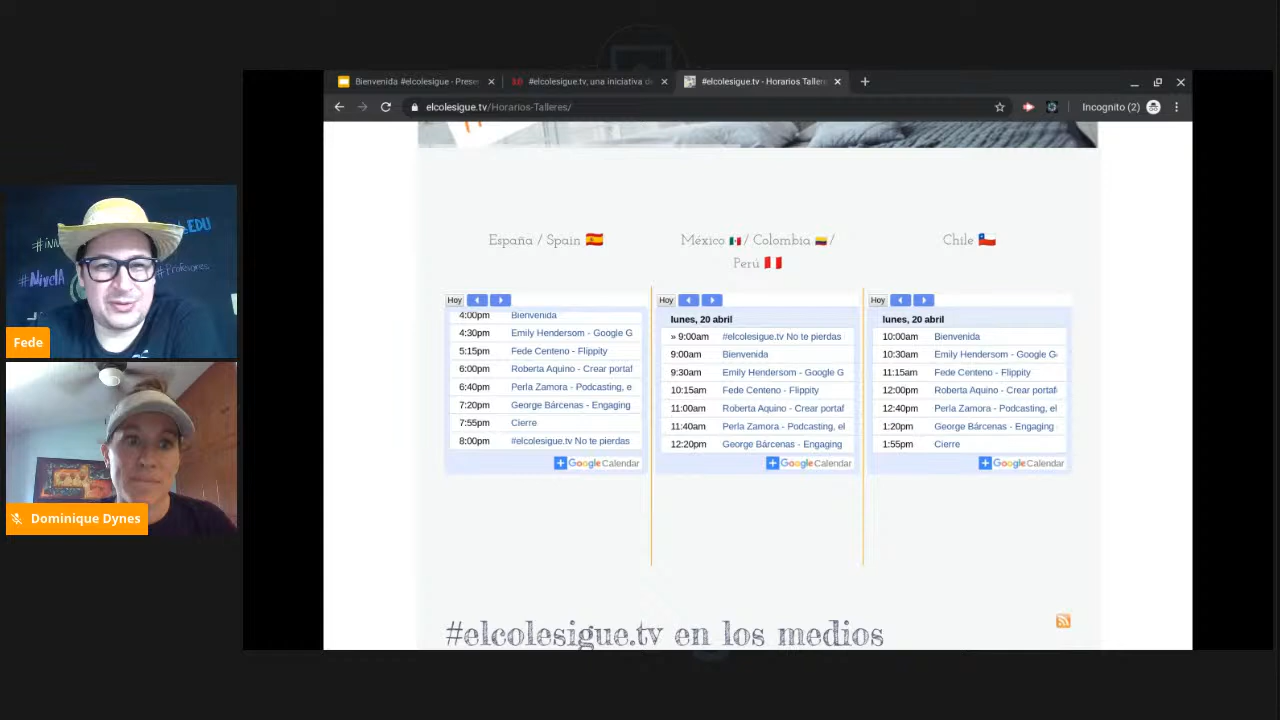 Bienvenida #elcolesigue - Prese
#elcolesigue.tv, una iniciativa de
#elcolesigue.tv - Horarios Taller
elcolesigue.tv/Horarios-Talleres/
Incognito (2)
España / Spain
México / Colombia /
Perú
Chile
Hoy
4:00pm Bienvenida
4:30pm Emily Hendersom - Google G
5:15pm Fede Centeno - Flippity
6:00pm Roberta Aquino - Crear portaf
6:40pm Perla Zamora - Podcasting, e
7:20pm George Bárcenas - Engaging
7:55pm Cierre
8:00pm #elcolesigue.tv No te pierdas
Google Calendar
Hoy
lunes, 20 abril
» 9:00am #elcolesigue.tv No te pierdas
9:00am Bienvenida
9:30am Emily Hendersom - Google G
10:15am Fede Centeno - Flippity
11:00am Roberta Aquino - Crear portaf
11:40am Perla Zamora - Podcasting, el
12:20pm George Bárcenas - Engaging
Google Calendar
Hoy
lunes, 20 abril
10:00am Bienvenida
10:30am Emily Hendersom - Google G
11:15am Fede Centeno - Flippity
12:00pm Roberta Aquino - Crear portaf
12:40pm Perla Zamora - Podcasting, el
1:20pm George Bárcenas - Engaging
1:55pm Cierre
Google Calendar
#elcolesigue.tv en los medios
EDU
#NivelA
#Profesores
Fede
Dominique Dynes